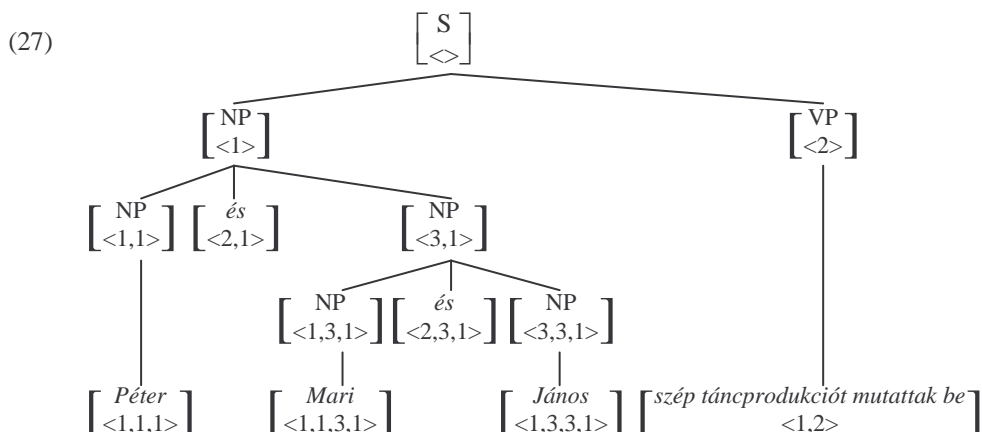 (27)
S
<>
NP VP
<1> <2>
NP és NP
<1,1> <2,1> <3,1>
NP és NP
<1,3,1> <2,3,1> <3,3,1>
Péter Mari János szép táncprodukciót mutattak be
<1,1,1> <1,1,3,1> <1,3,3,1> <1,2>